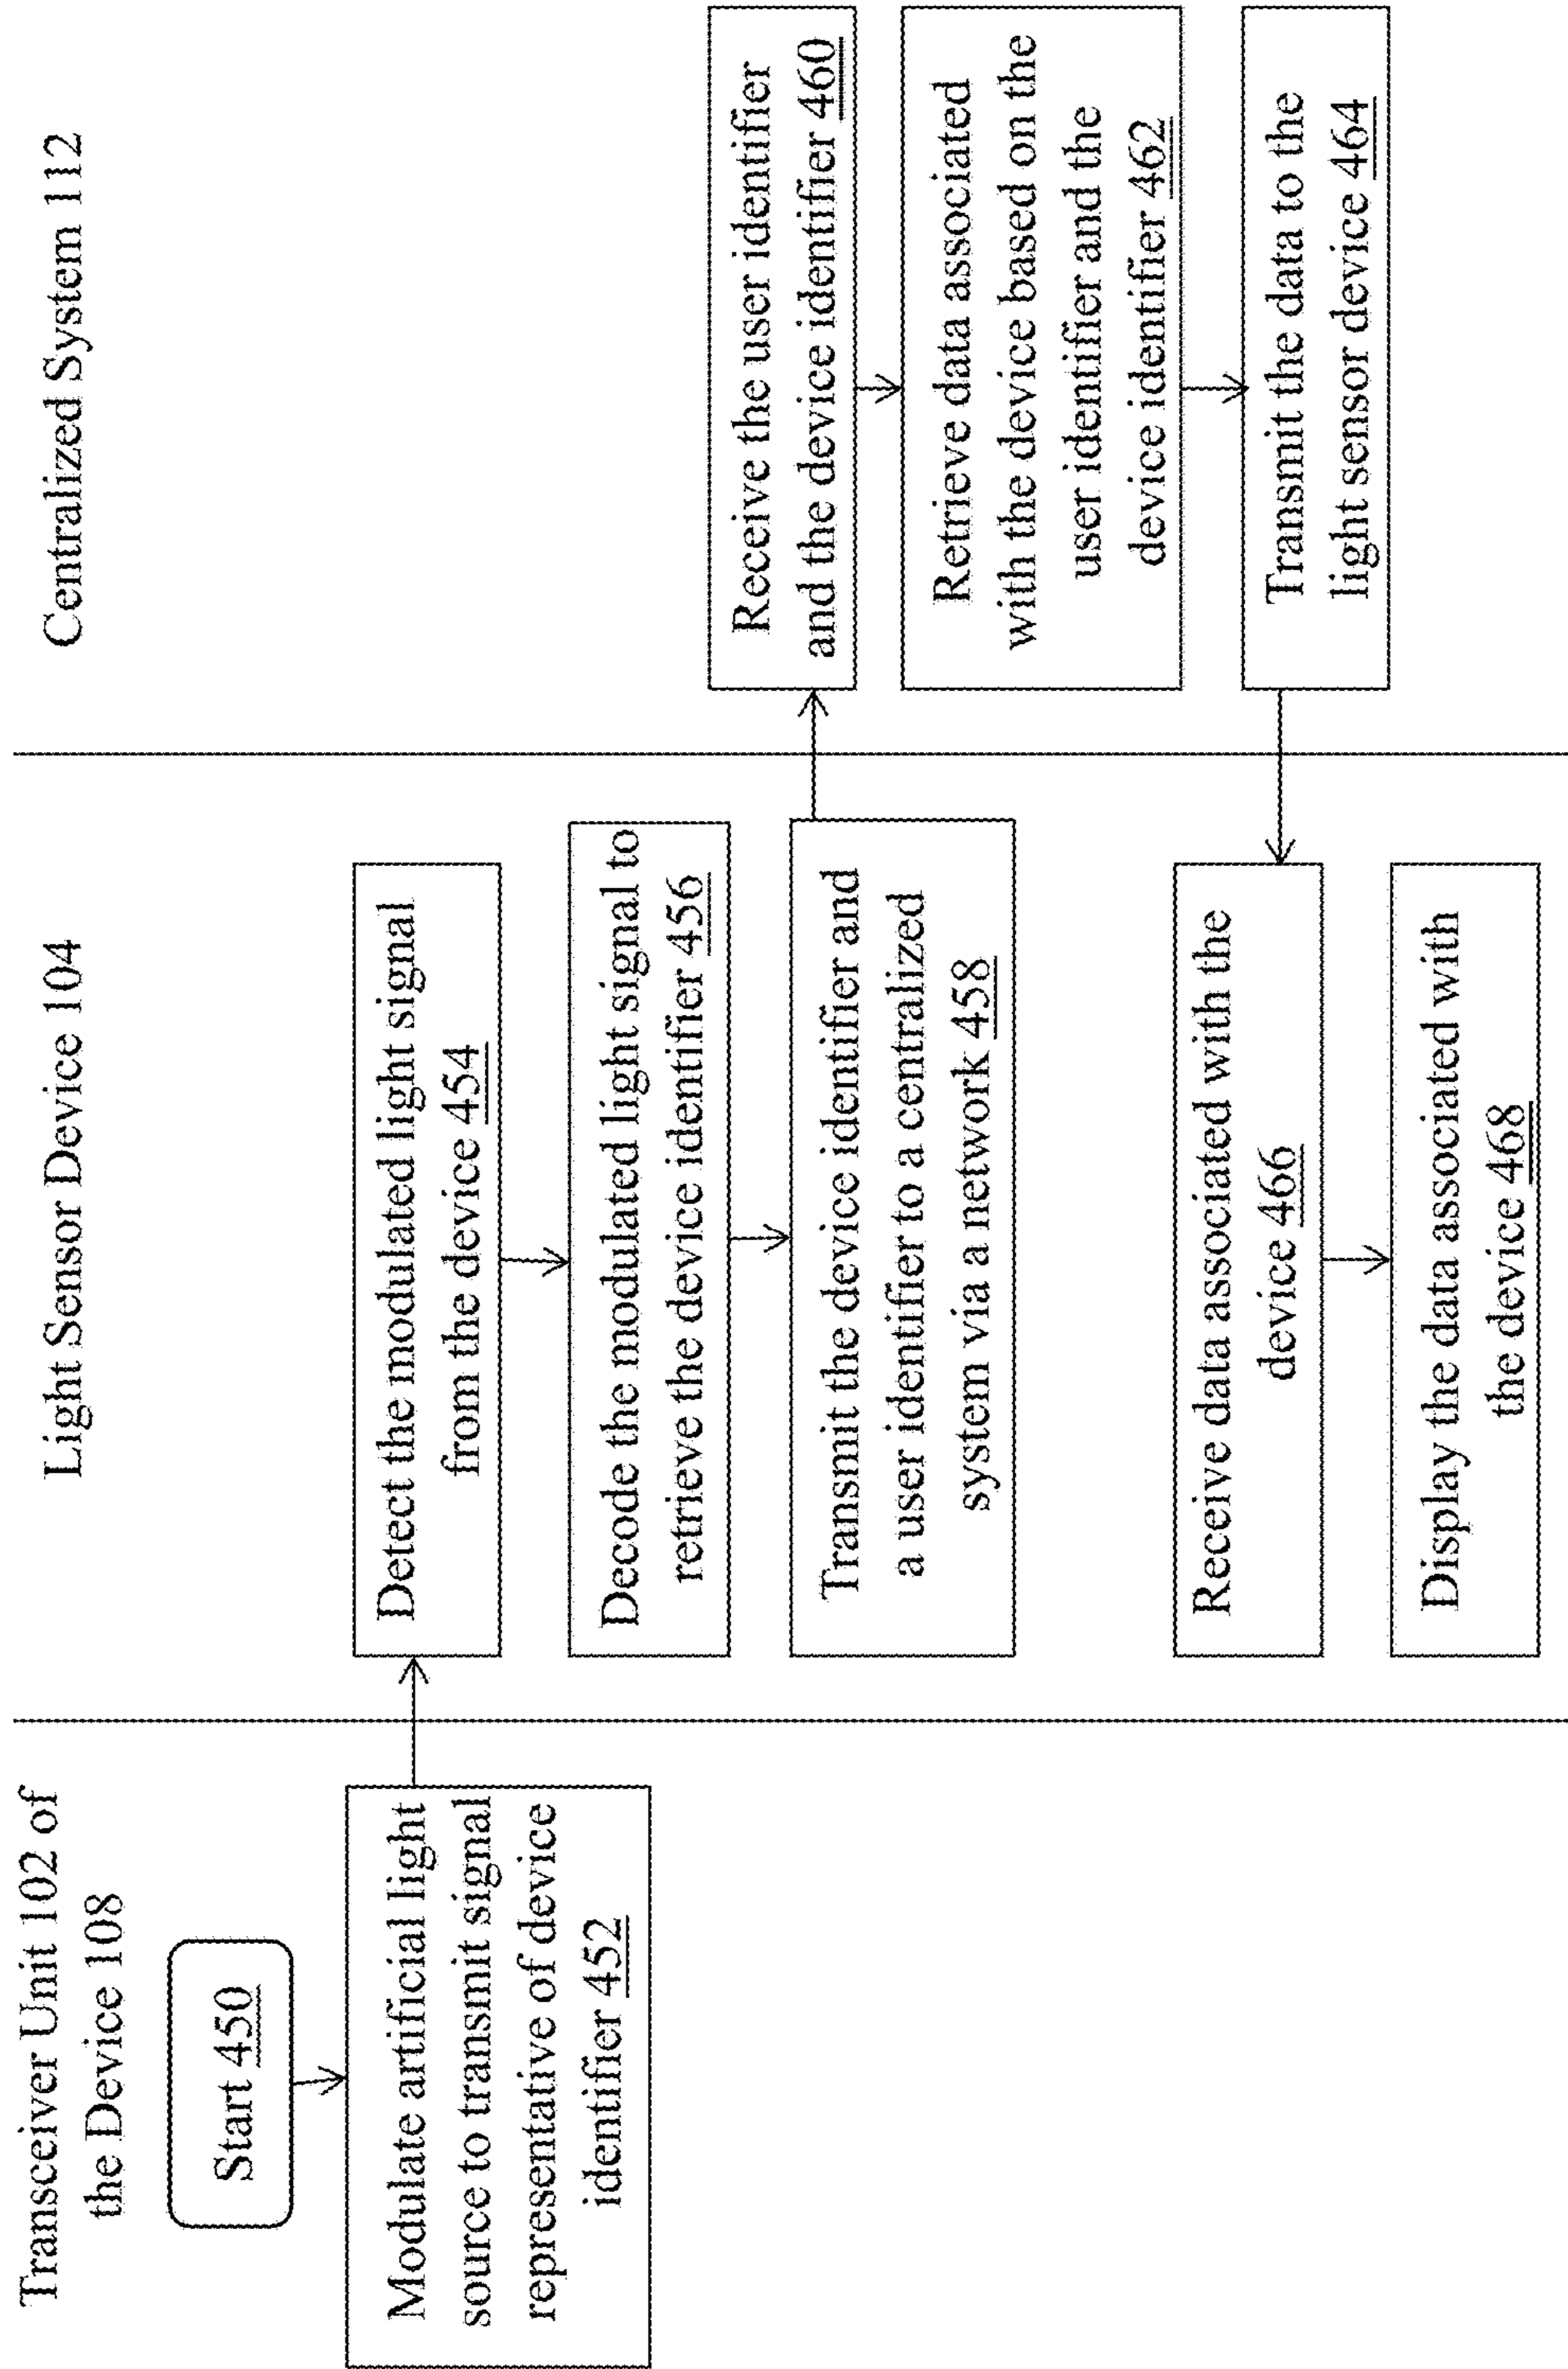 Transceiver Unit 102 of
the Device 108
Start 450
Modulate artificial light
source to transmit signal
representative of device
identifier 452
Light Sensor Device 104
Detect the modulated light signal
from the device 454
Decode the modulated light signal to
retrieve the device identifier 456
Transmit the device identifier and
a user identifier to a centralized
system via a network 458
Receive data associated with the
device 466
Display the data associated with
the device 468
Centralized System 112
Receive the user identifier
and the device identifier 460
Retrieve data associated
with the device based on the
user identifier and the
device identifier 462
Transmit the data to the
light sensor device 464